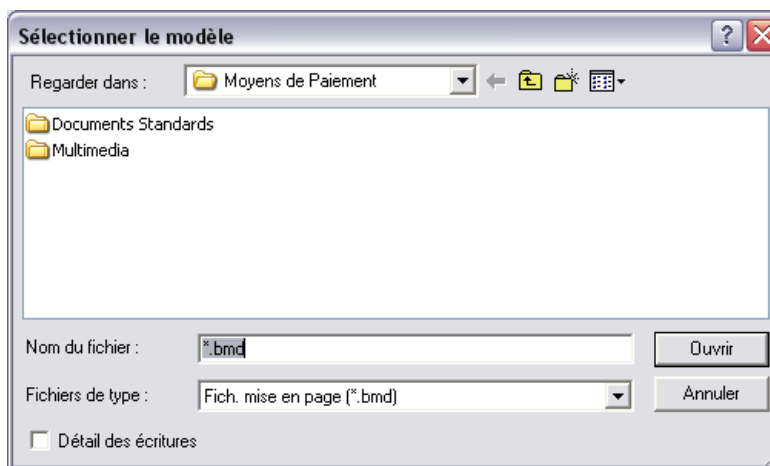 Sélectionner le modèle
Regarder dans : Moyens de Paiement
Documents Standards
Multimedia
Nom du fichier : *.bmd Ouvrir
Fichiers de type : Fich. mise en page (*.bmd) Annuler
Détail des écritures